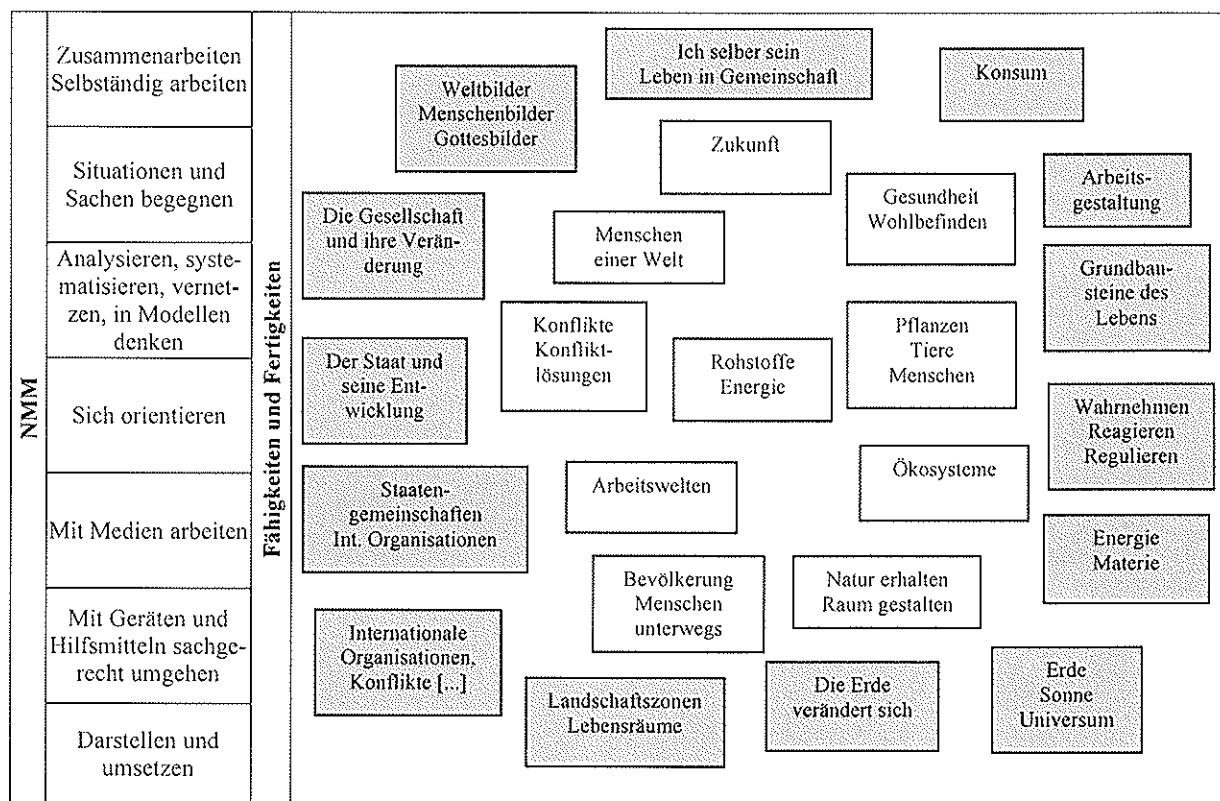 NMM
Zusammenarbeiten
Selbständig arbeiten
Situationen und
Sachen begegnen
Analysieren, syste-
matisieren, vernet-
zen, in Modellen
denken
Sich orientieren
Mit Medien arbeiten
Mit Geräten und
Hilfsmitteln sachge-
recht umgehen
Darstellen und
umsetzen
Fähigkeiten und Fertigkeiten
Ich selber sein
Leben in Gemeinschaft
Konsum
Weltbilder
Menschenbilder
Gottesbilder
Zukunft
Arbeits-
gestaltung
Gesundheit
Wohlbefinden
Die Gesellschaft
und ihre Verän-
derung
Menschen
einer Welt
Grundbau-
steine des
Lebens
Konflikte
Konflikt-
lösungen
Pflanzen
Tiere
Menschen
Der Staat und
seine Ent-
wicklung
Rohstoffe
Energie
Wahrnehmen
Reagieren
Regulieren
Ökosysteme
Staaten-
gemeinschaften
Int. Organisationen
Arbeitswelten
Energie
Materie
Bevölkerung
Menschen
unterwegs
Natur erhalten
Raum gestalten
Internationale
Organisationen,
Konflikte [...]
Landschaftszonen
Lebensräume
Die Erde
verändert sich
Erde
Sonne
Universum